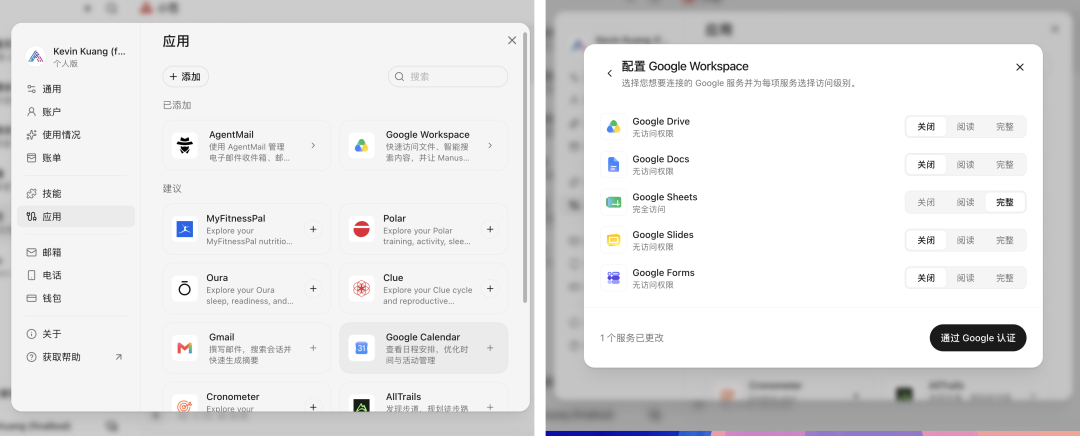 Kevin Kuang (f...
个人版
通用
账户
使用情况
账单
技能
应用
邮箱
电话
钱包
关于
获取帮助
应用
+ 添加
搜索
已添加
AgentMail
使用 AgentMail 管理
电子邮件收件箱、邮...
Google Workspace
快速访问文件、智能搜
索内容，并让 Manus...
建议
MyFitnessPal
Explore your
MyFitnessPal nutritio...
Polar
Explore your Polar
training, activity, slee...
Oura
Explore your Oura
sleep, readiness, and...
Clue
Explore your Clue cycle
and reproductive...
Gmail
撰写邮件，搜索会话并
快速生成摘要
31
Google Calendar
查看日程安排，优化时
间与活动管理
Cronometer
Explore your
AllTrails
发现步道，规划徒步路
配置 Google Workspace
选择您想要连接的 Google 服务并为每项服务选择访问级别。
Google Drive
无访问权限
关闭 阅读 完整
Google Docs
无访问权限
关闭 阅读 完整
Google Sheets
完全访问
关闭 阅读 完整
Google Slides
无访问权限
关闭 阅读 完整
Google Forms
无访问权限
关闭 阅读 完整
1 个服务已更改
通过 Google 认证
Cronometer
AllTrails